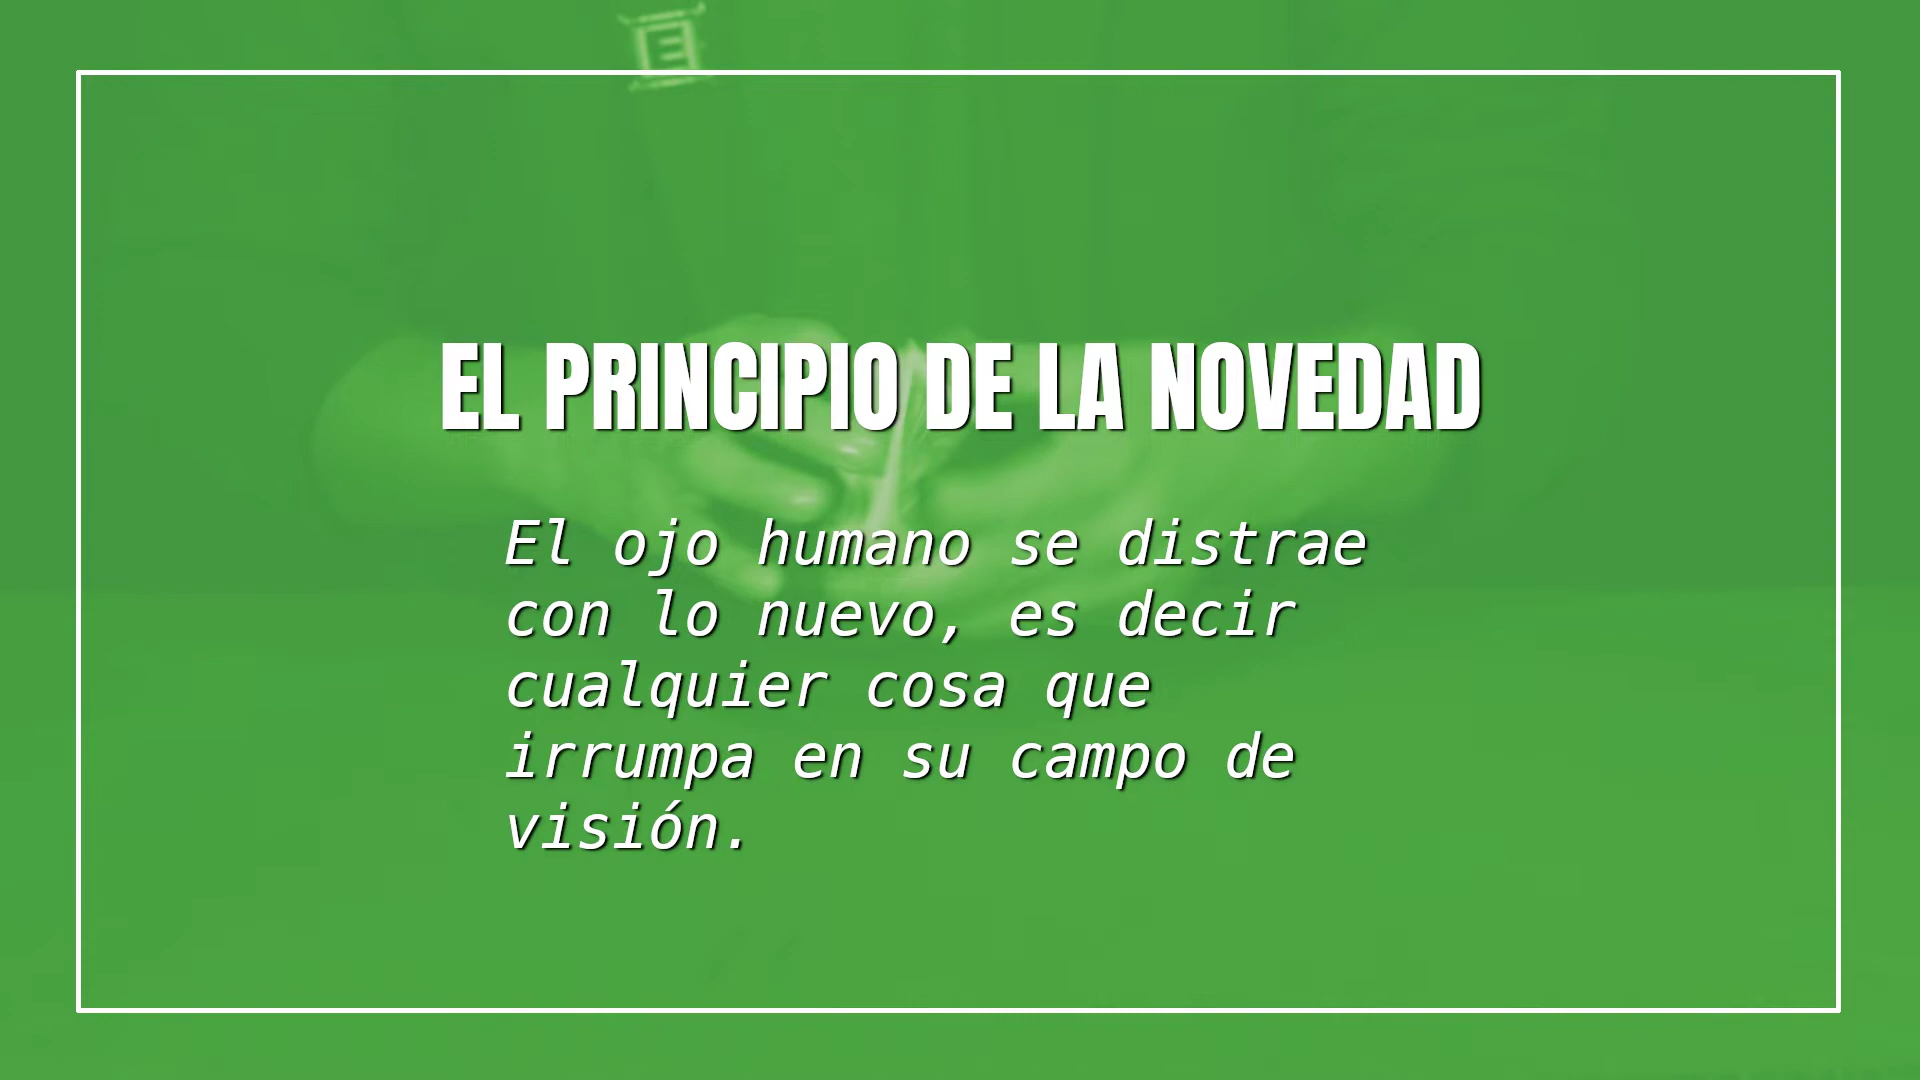 EL PRINCIPIO DE LA NOVEDAD
El ojo humano se distrae
con lo nuevo, es decir
cualquier cosa que
irrumpa en su campo de
visión.